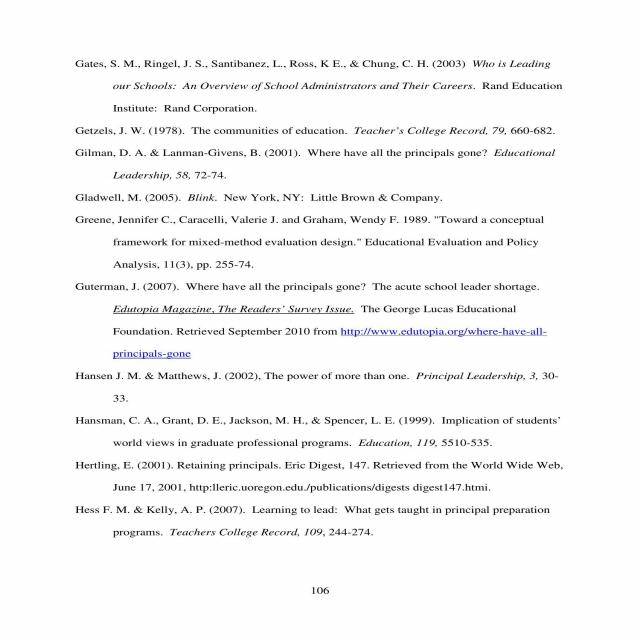 Gates, S. M., Ringel, J. S., Santibanez, L., Ross, K E., & Chung, C. H. (2003) Who is Leading
our Schools: An Overview of School Administrators and Their Careers. Rand Education
Institute: Rand Corporation.
Getzels, J. W. (1978). The communities of education. Teacher's College Record, 79, 660-682.
Gilman, D. A. & Lanman-Givens, B. (2001). Where have all the principals gone? Educational
Leadership, 58, 72-74.
Gladwell, M. (2005). Blink. New York, NY: Little Brown & Company.
Greene, Jennifer C., Caracelli, Valerie J. and Graham, Wendy F. 1989. "Toward a conceptual
framework for mixed-method evaluation design." Educational Evaluation and Policy
Analysis, 11(3), pp. 255-74.
Guterman, J. (2007). Where have all the principals gone? The acute school leader shortage.
Edutopia Magazine, The Readers' Survey Issue. The George Lucas Educational
Foundation. Retrieved September 2010 from http://www.edutopia.org/where-have-all-
principals-gone
Hansen J. M. & Matthews, J. (2002), The power of more than one. Principal Leadership, 3, 30-
33.
Hansman, C. A., Grant, D. E., Jackson, M. H., & Spencer, L. E. (1999). Implication of students'
world views in graduate professional programs. Education, 119, 5510-535.
Hertling, E. (2001). Retaining principals. Eric Digest, 147. Retrieved from the World Wide Web,
June 17, 2001, http:lleric.uoregon.edu./publications/digests digest147.htmi.
Hess F. M. & Kelly, A. P. (2007). Learning to lead: What gets taught in principal preparation
programs. Teachers College Record, 109, 244-274.
106